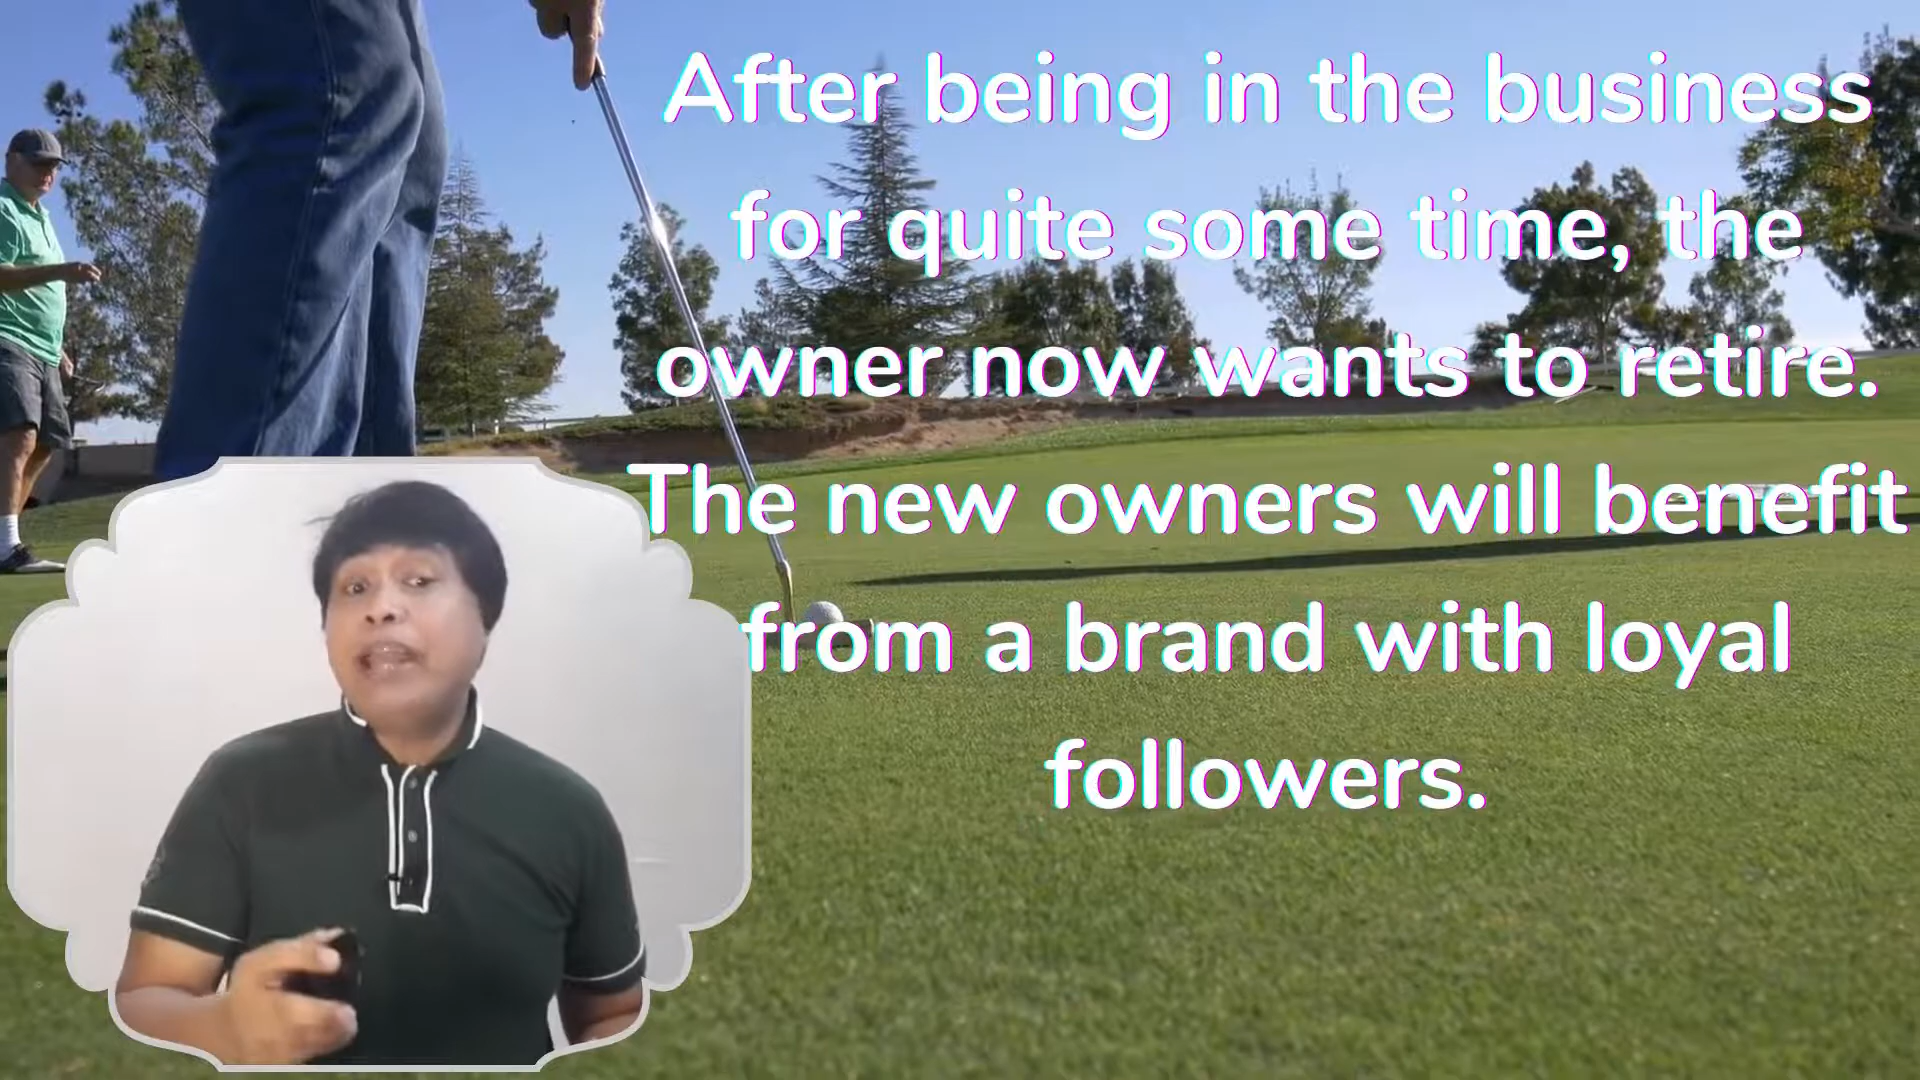 After being in the business
for quite some time, the
owner now wants to retire.
The new owners will benefit
from a brand with loyal
followers.